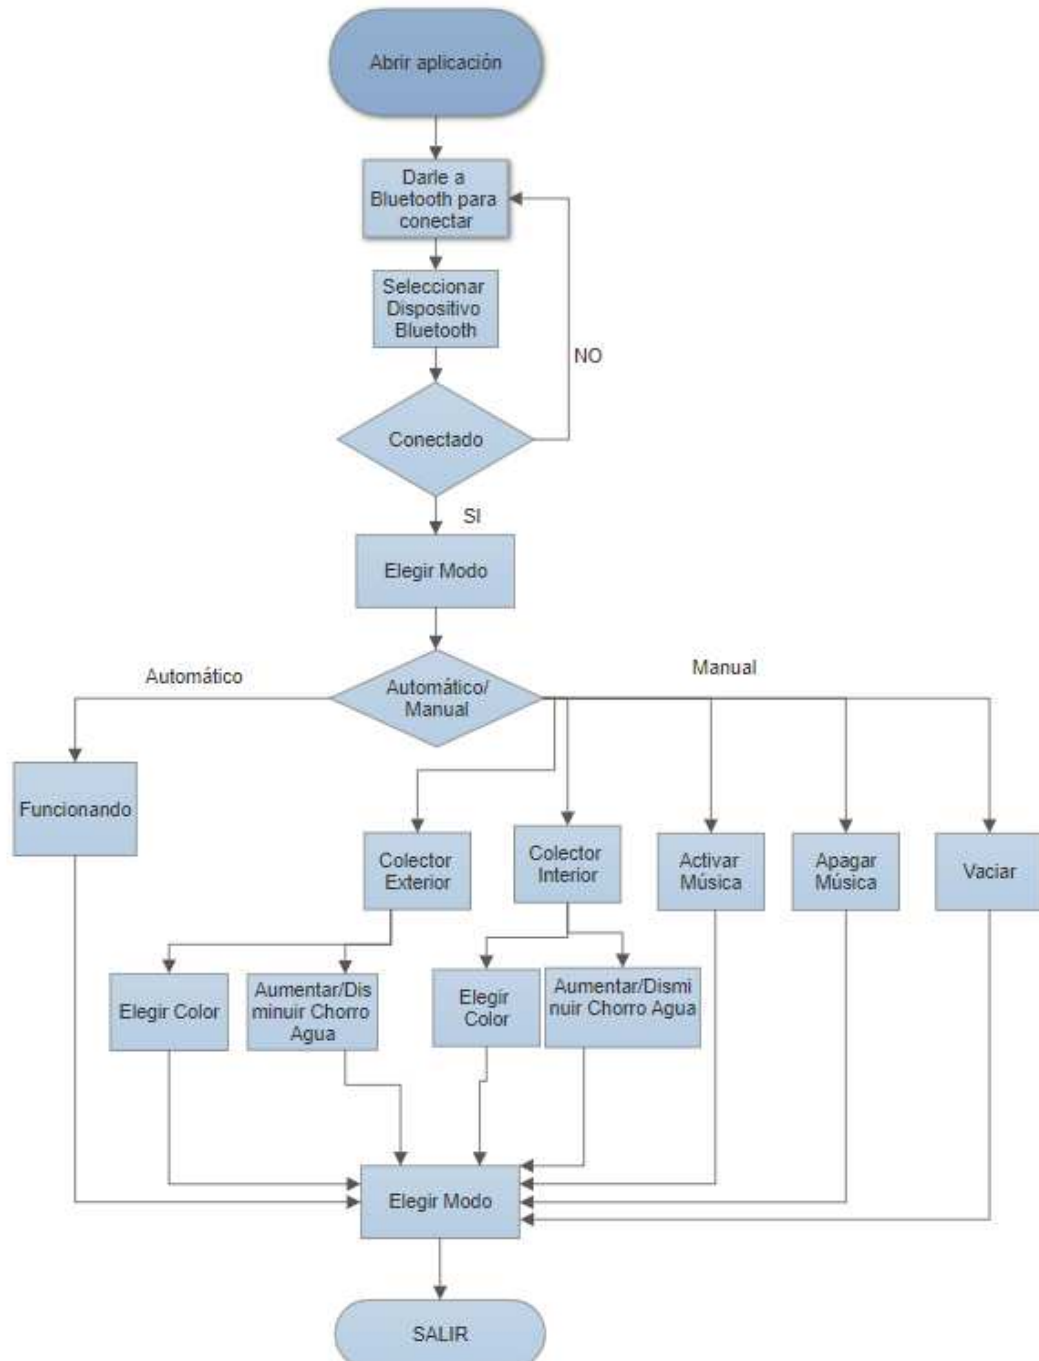 Abrir aplicación
Darle a
Bluetooth para
conectar
Seleccionar
Dispositivo
Bluetooth
NO
Conectado
SI
Elegir Modo
Automático
Manual
Automático/
Manual
Funcionando
Colector
Exterior
Colector
Interior
Activar
Música
Apagar
Música
Vaciar
Elegir Color
Aumentar/Dis
minuir Chorro
Agua
Elegir
Color
Aumentar/Dismi
nuir Chorro Agua
Elegir Modo
SALIR